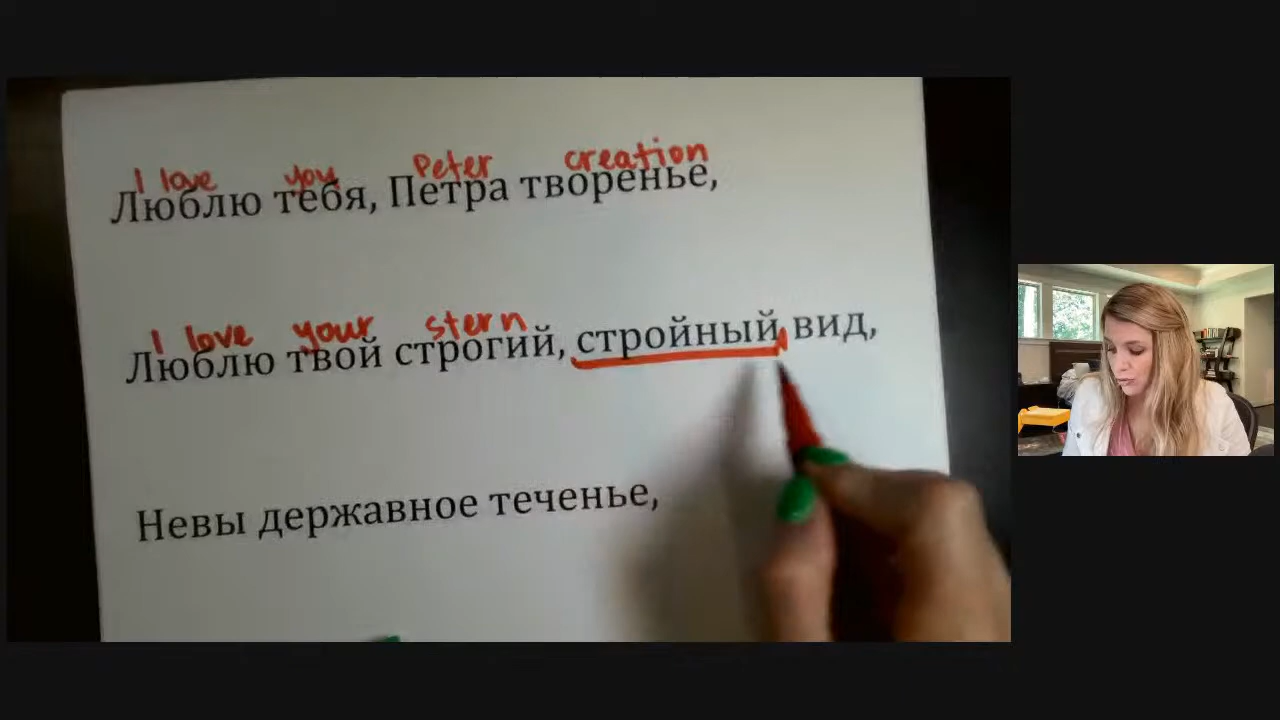 I love you Peter creation
Люблю тебя, Петра творенье,
I love your stern
Люблю твой строгий, стройный вид,
Невы державное теченье,